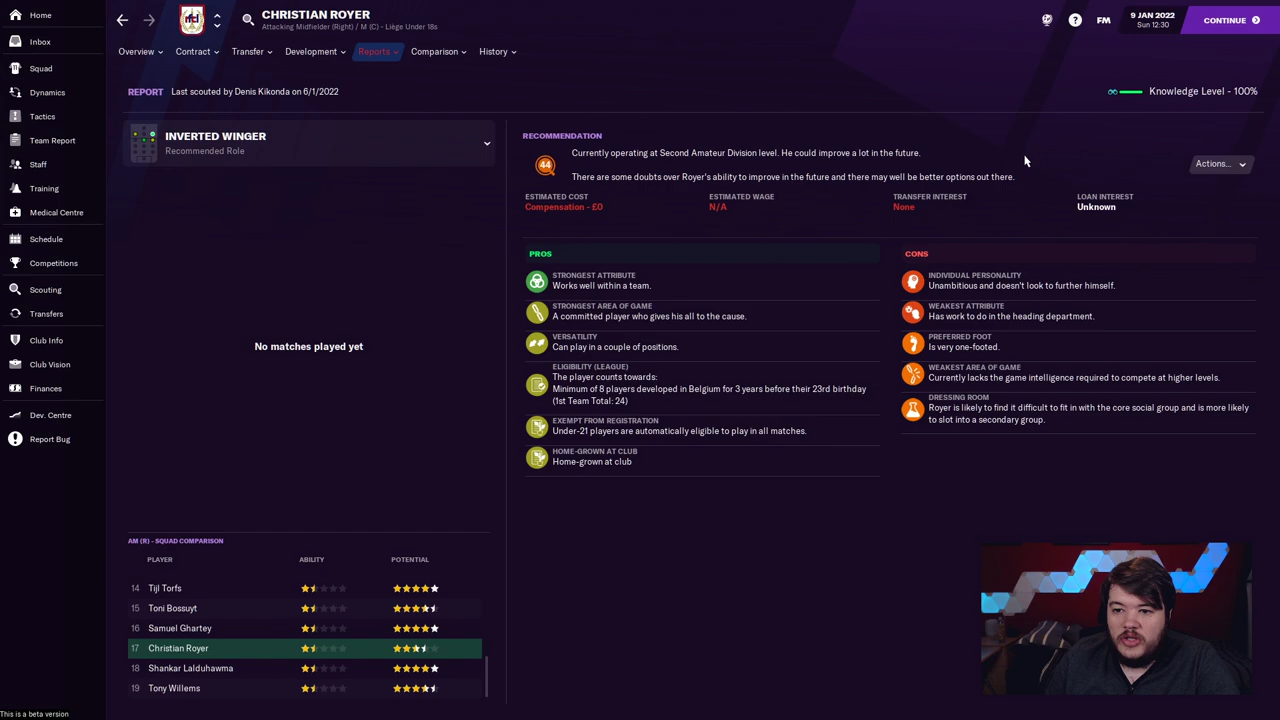 Home
Inbox
Squad
Dynamics
Tactics
Team Report
Staff
Training
Medical Centre
Schedule
Competitions
Scouting
Transfers
Club Info
Club Vision
Finances
Dev. Centre
Report Bug
This is a beta version
CHRISTIAN ROYER
Attacking Midfielder (Right) / M (C) - Liège Under 18s
? FM
9 JAN 2022
Sun 12:30
CONTINUE
Overview Contract Transfer Development Reports Comparison History
REPORT Last scouted by Denis Kikonda on 6/1/2022
Knowledge Level - 100%
INVERTED WINGER
Recommended Role
No matches played yet
AM (R) - SQUAD COMPARISON
PLAYER ABILITY POTENTIAL
14 Tijl Torfs
15 Toni Bossuyt
16 Samuel Ghartey
17 Christian Royer
18 Shankar Lalduhawma
19 Tony Willems
RECOMMENDATION
44
Currently operating at Second Amateur Division level. He could improve a lot in the future.
There are some doubts over Royer's ability to improve in the future and there may well be better options out there.
Actions...
ESTIMATED COST ESTIMATED WAGE TRANSFER INTEREST LOAN INTEREST
Compensation - £0 N/A None Unknown
PROS
STRONGEST ATTRIBUTE
Works well within a team.
STRONGEST AREA OF GAME
A committed player who gives his all to the cause.
VERSATILITY
Can play in a couple of positions.
ELIGIBILITY (LEAGUE)
The player counts towards:
Minimum of 8 players developed in Belgium for 3 years before their 23rd birthday
(1st Team Total: 24)
EXEMPT FROM REGISTRATION
Under-21 players are automatically eligible to play in all matches.
HOME-GROWN AT CLUB
Home-grown at club
CONS
INDIVIDUAL PERSONALITY
Unambitious and doesn't look to further himself.
WEAKEST ATTRIBUTE
Has work to do in the heading department.
PREFERRED FOOT
Is very one-footed.
WEAKEST AREA OF GAME
Currently lacks the game intelligence required to compete at higher levels.
DRESSING ROOM
Royer is likely to find it difficult to fit in with the core social group and is more likely
to slot into a secondary group.